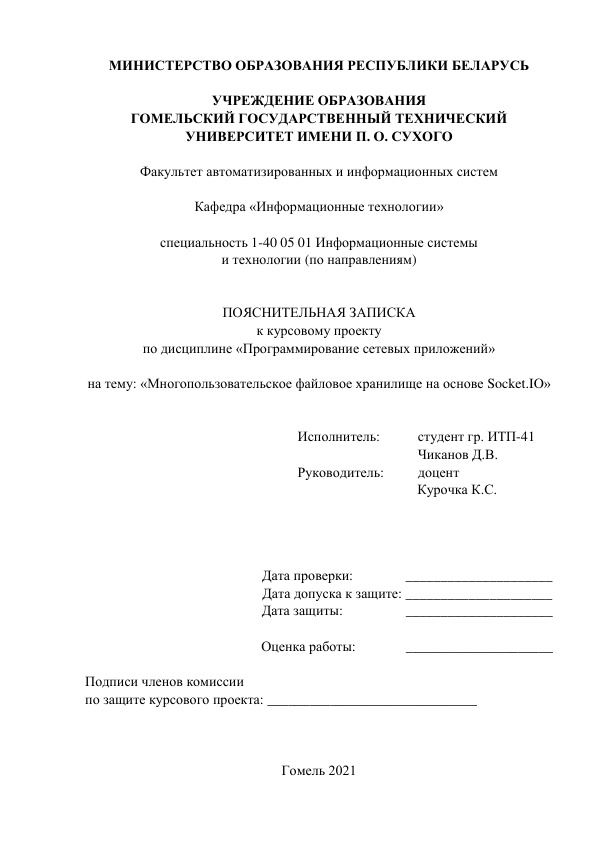 МИНИСТЕРСТВО ОБРАЗОВАНИЯ РЕСПУБЛИКИ БЕЛАРУСЬ
УЧРЕЖДЕНИЕ ОБРАЗОВАНИЯ
ГОМЕЛЬСКИЙ ГОСУДАРСТВЕННЫЙ ТЕХНИЧЕСКИЙ
УНИВЕРСИТЕТ ИМЕНИ П. О. СУХОГО
Факультет автоматизированных и информационных систем
Кафедра «Информационные технологии»
специальность 1-40 05 01 Информационные системы
и технологии (по направлениям)
ПОЯСНИТЕЛЬНАЯ ЗАПИСКА
к курсовому проекту
по дисциплине «Программирование сетевых приложений»
на тему: «Многопользовательское файловое хранилище на основе Socket.IO»
Исполнитель: студент гр. ИТП-41
Чиканов Д.В.
Руководитель: доцент
Курочка К.С.
Дата проверки: _____________________
Дата допуска к защите: _____________________
Дата защиты: _____________________
Оценка работы: _____________________
Подписи членов комиссии
по защите курсового проекта: ______________________________
Гомель 2021